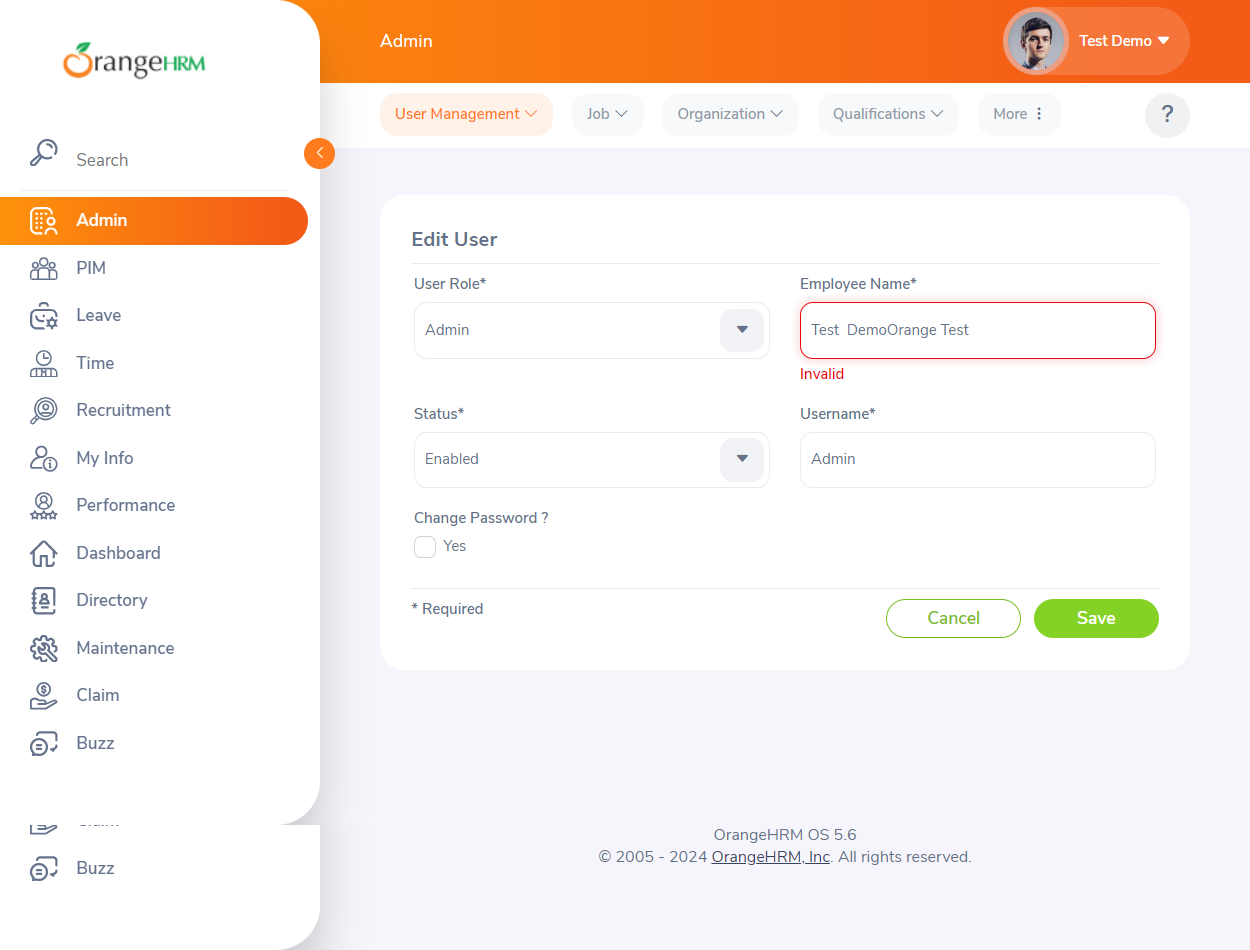 OrangeHRM
Search
Admin
PIM
Leave
Time
Recruitment
My Info
Performance
Dashboard
Directory
Maintenance
Claim
Buzz
Buzz
Admin
Test Demo
User Management
Job
Organization
Qualifications
More
?
Edit User
User Role*
Employee Name*
Admin
Test  DemoOrange Test
Invalid
Status*
Username*
Enabled
Admin
Change Password ?
Yes
* Required
Cancel
Save
OrangeHRM OS 5.6
© 2005 - 2024 OrangeHRM, Inc. All rights reserved.